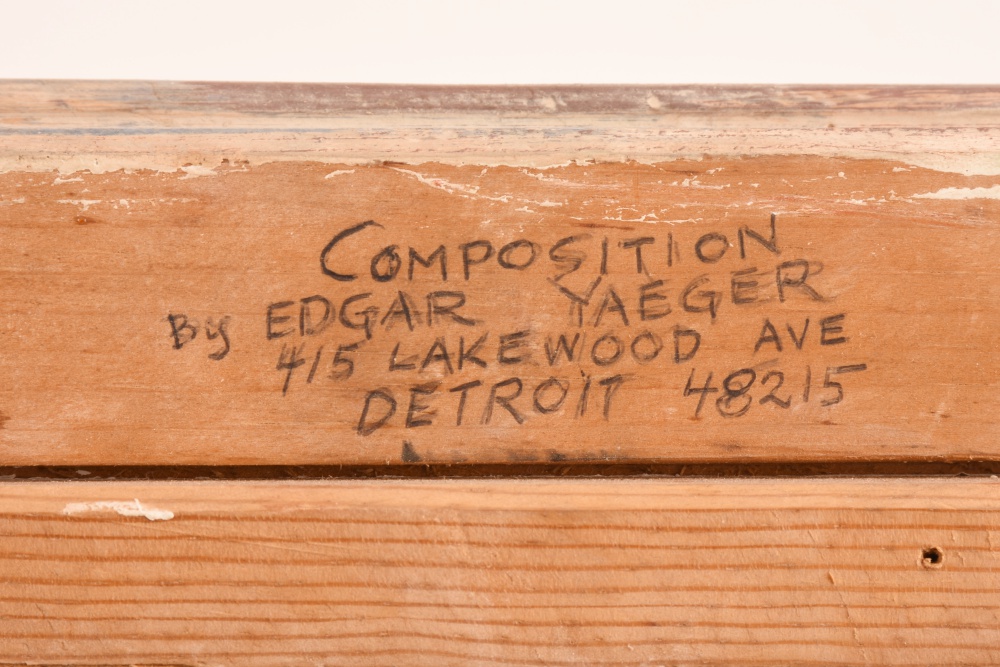 COMPOSITION
By EDGAR YAEGER
415 LAKEWOOD AVE
DETROIT 48215